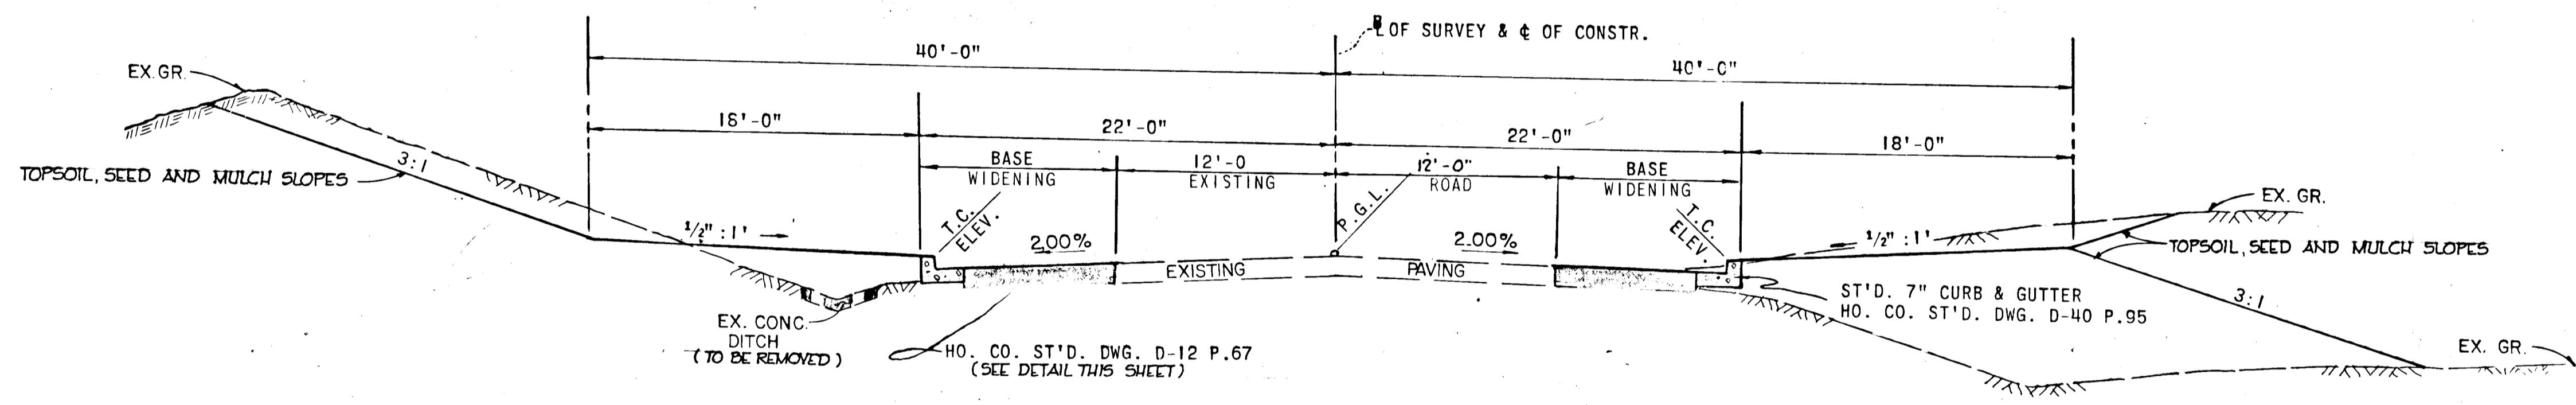 ℄ OF SURVEY & ℄ OF CONSTR.
40'-0"
40'-0"
EX.GR.
18'-0"
22'-0"
22'-0"
18'-0"
BASE
WIDENING
12'-0
EXISTING
12'-0"
ROAD
BASE
WIDENING
3:1
TOPSOIL, SEED AND MULCH SLOPES
P.G.L.
T.C.
ELEV.
T.C.
ELEV.
EX. GR.
1/2" : 1'
2.00%
2.00%
1/2" : 1'
TOPSOIL, SEED AND MULCH SLOPES
EXISTING
PAVING
ST'D. 7" CURB & GUTTER
HO. CO. ST'D. DWG. D-40 P.95
3:1
EX. CONC.
DITCH
(TO BE REMOVED)
HO. CO. ST'D. DWG. D-12 P.67
(SEE DETAIL THIS SHEET)
EX. GR.